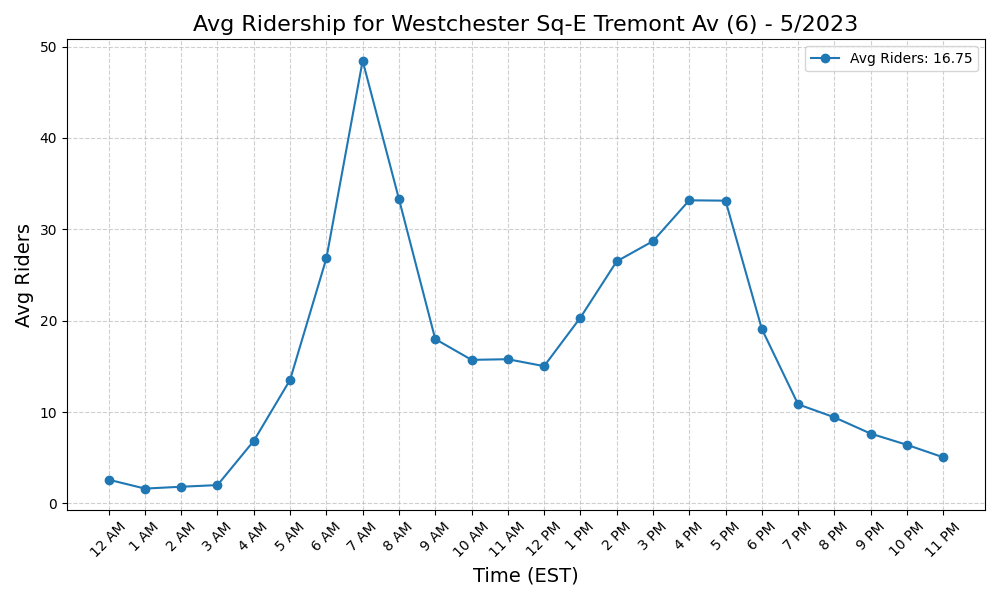 Avg Ridership for Westchester Sq-E Tremont Av (6) - 5/2023
Avg Riders: 16.75
Avg Riders
50
40
30
20
10
0
12 AM
1 AM
2 AM
3 AM
4 AM
5 AM
6 AM
7 AM
8 AM
9 AM
10 AM
11 AM
12 PM
1 PM
2 PM
3 PM
4 PM
5 PM
6 PM
7 PM
8 PM
9 PM
10 PM
11 PM
Time (EST)